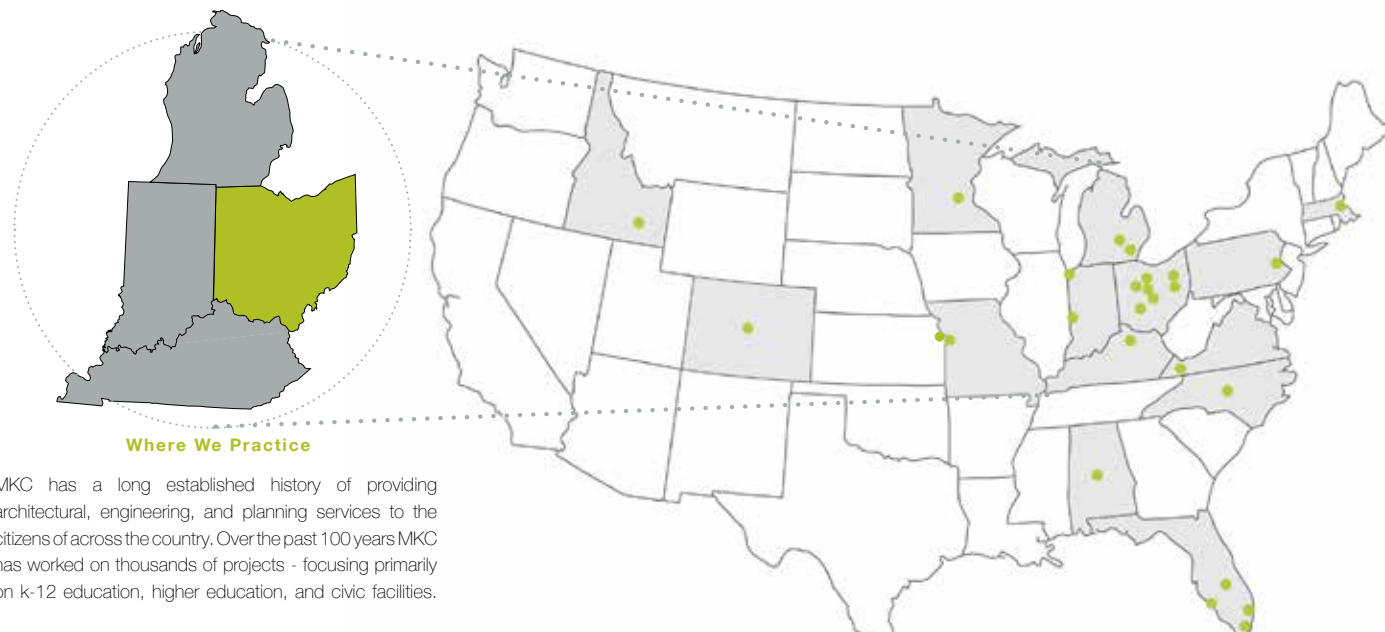 Where We Practice
MKC has a long established history of providing
architectural, engineering, and planning services to the
citizens of across the country. Over the past 100 years MKC
has worked on thousands of projects - focusing primarily
on k-12 education, higher education, and civic facilities.